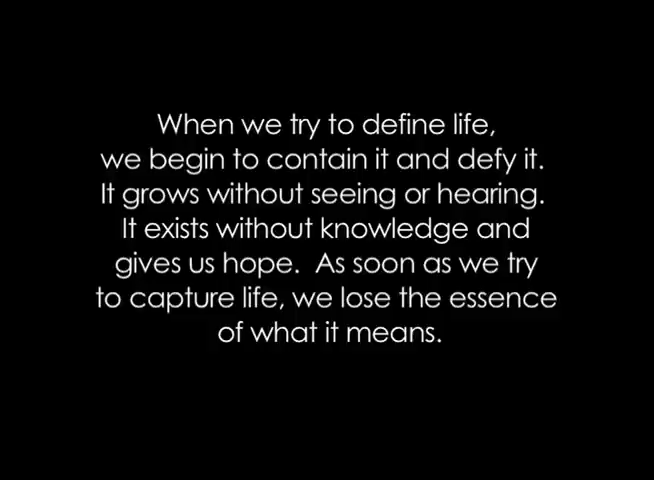 When we try to define life,
we begin to contain it and defy it.
It grows without seeing or hearing.
It exists without knowledge and
gives us hope.  As soon as we try
to capture life, we lose the essence
of what it means.